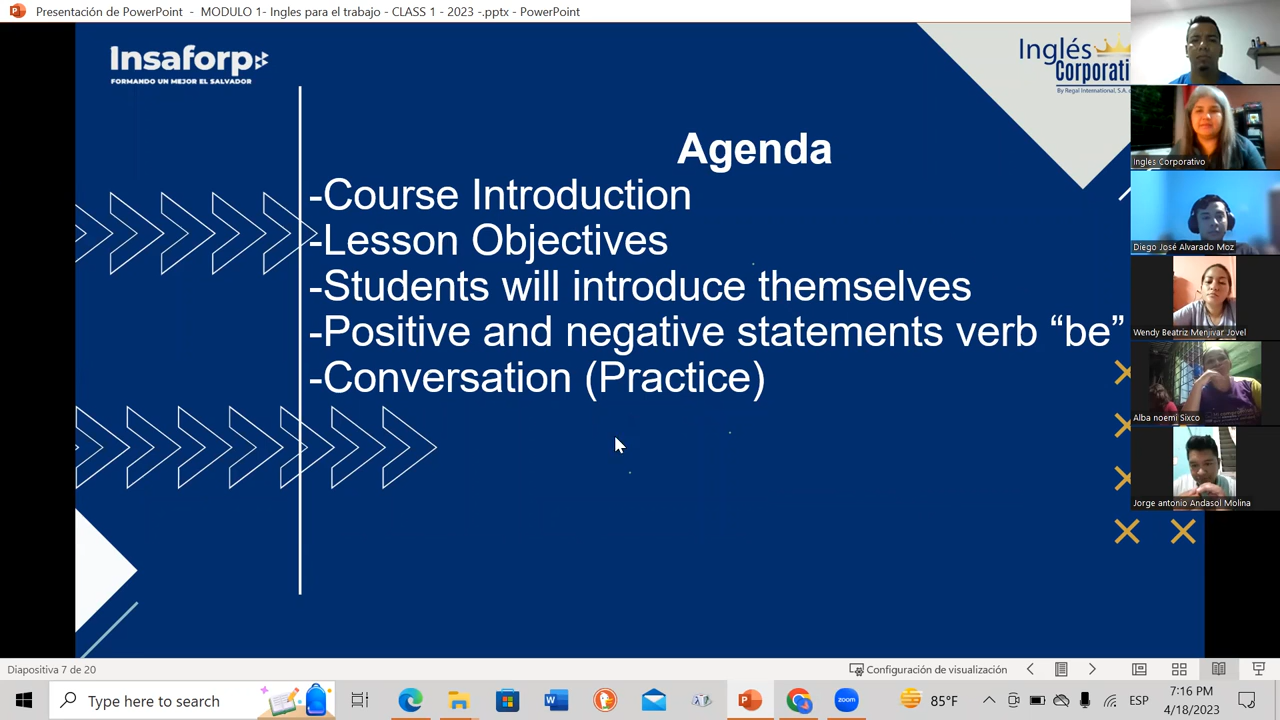 Presentación de PowerPoint - MODULO 1- Ingles para el trabajo - CLASS 1 - 2023 -.pptx - PowerPoint
Insaforp
FORMANDO UN MEJOR EL SALVADOR
Inglés
Corporati
By Regal International, S.A.
Agenda
-Course Introduction
-Lesson Objectives
-Students will introduce themselves
-Positive and negative statements verb “be”
-Conversation (Practice)
Inglés Corporativo
Diego José Alvarado Moz
Wendy Beatriz Menjivar Jovel
Alba noemi Sixco
Jorge antonio Andasol Molina
Diapositiva 7 de 20
Configuración de visualización
Type here to search
85°F
ESP
7:16 PM
4/18/2023